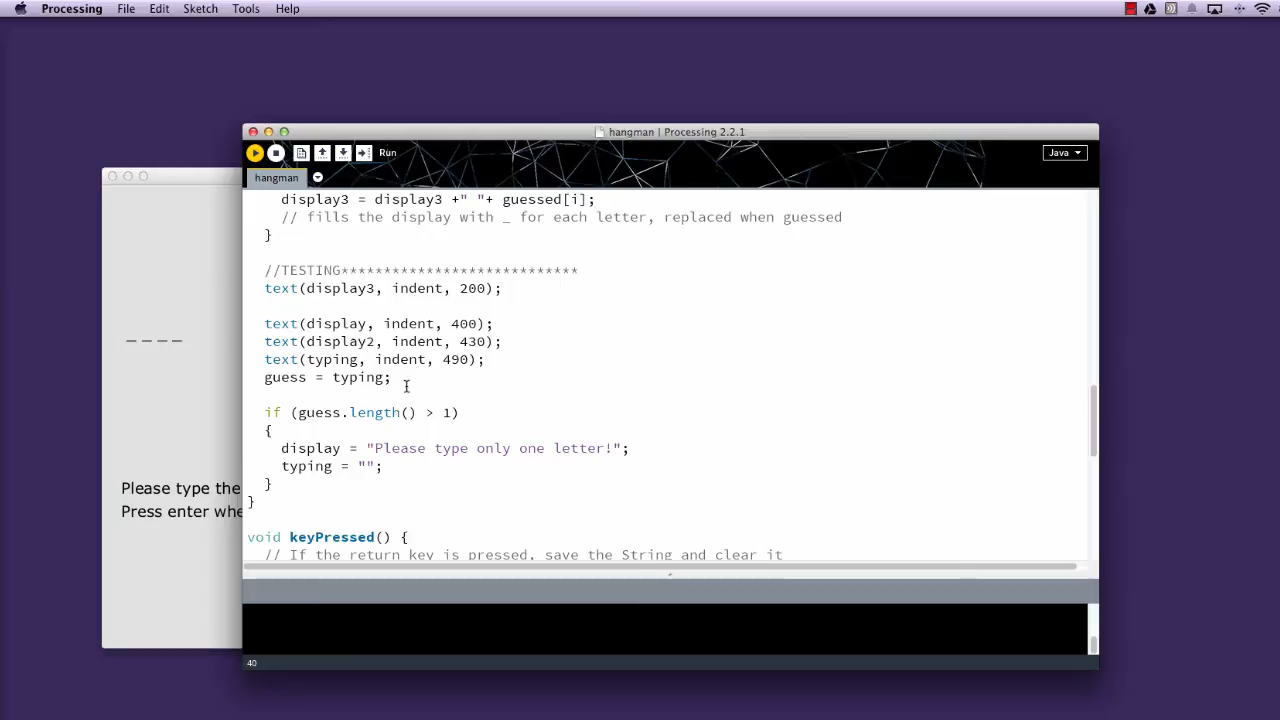 Processing File Edit Sketch Tools Help
hangman | Processing 2.2.1
Run
Java
hangman
display3 = display3 +" "+ guessed[i];
// fills the display with _ for each letter, replaced when guessed
}
//TESTING****************************
text(display3, indent, 200);
text(display, indent, 400);
text(display2, indent, 430);
text(typing, indent, 490);
guess = typing;
if (guess.length() > 1)
{
display = "Please type only one letter!";
typing = "";
}
}
void keyPressed() {
// If the return key is pressed, save the String and clear it
40
_ _ _ _
Please type the
Press enter whe